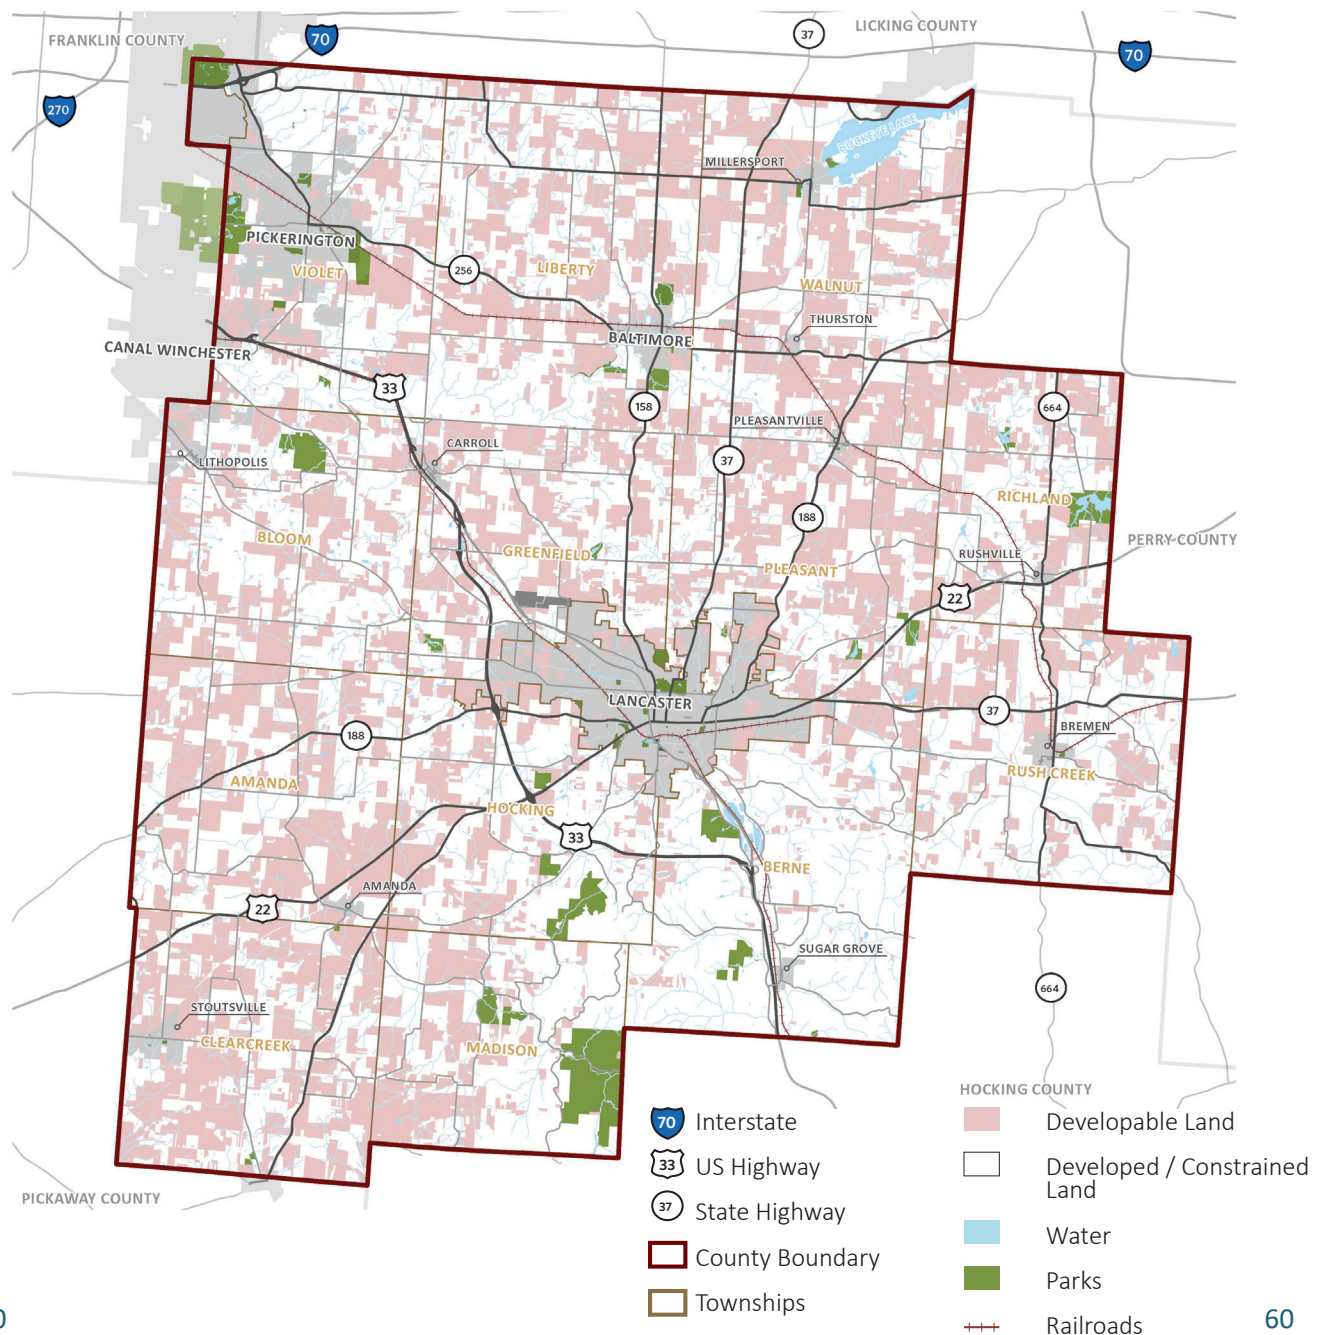 FRANKLIN COUNTY
70
37
LICKING COUNTY
70
270
BUCKEYE LAKE
MILLERSPORT
PICKERINGTON
VIOLET
256
LIBERTY
WALNUT
THURSTON
BALTIMORE
CANAL WINCHESTER
33
158
664
PLEASANTVILLE
CARROLL
37
LITHOPOLIS
RICHLAND
188
BLOOM
GREENFIELD
PERRY COUNTY
RUSHVILLE
PLEASANT
22
LANCASTER
37
188
BREMEN
RUSH CREEK
AMANDA
HOCKING
33
BERNE
AMANDA
22
SUGAR GROVE
664
STOUTSVILLE
CLEARCREEK
MADISON
HOCKING COUNTY
PICKAWAY COUNTY
70 Interstate
33 US Highway
37 State Highway
County Boundary
Townships
Developable Land
Developed / Constrained
Land
Water
Parks
Railroads
0
60